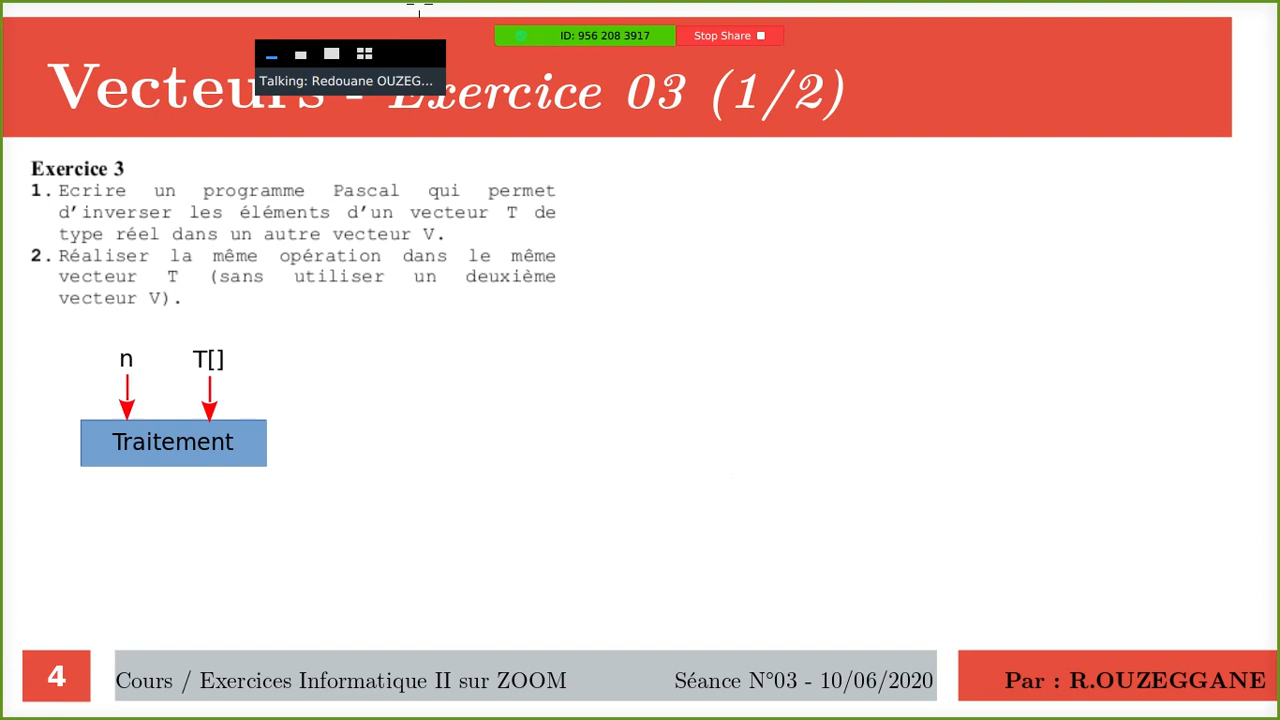 ID: 956 208 3917
Stop Share
Talking: Redouane OUZEG...
Vecteurs - Exercice 03 (1/2)
Exercice 3
1. Ecrire un programme Pascal qui permet
d’inverser les éléments d’un vecteur T de
type réel dans un autre vecteur V.
2. Réaliser la même opération dans le même
vecteur T (sans utiliser un deuxième
vecteur V).
n T[]
Traitement
4 Cours / Exercices Informatique II sur ZOOM Séance N°03 - 10/06/2020 Par : R.OUZEGGANE